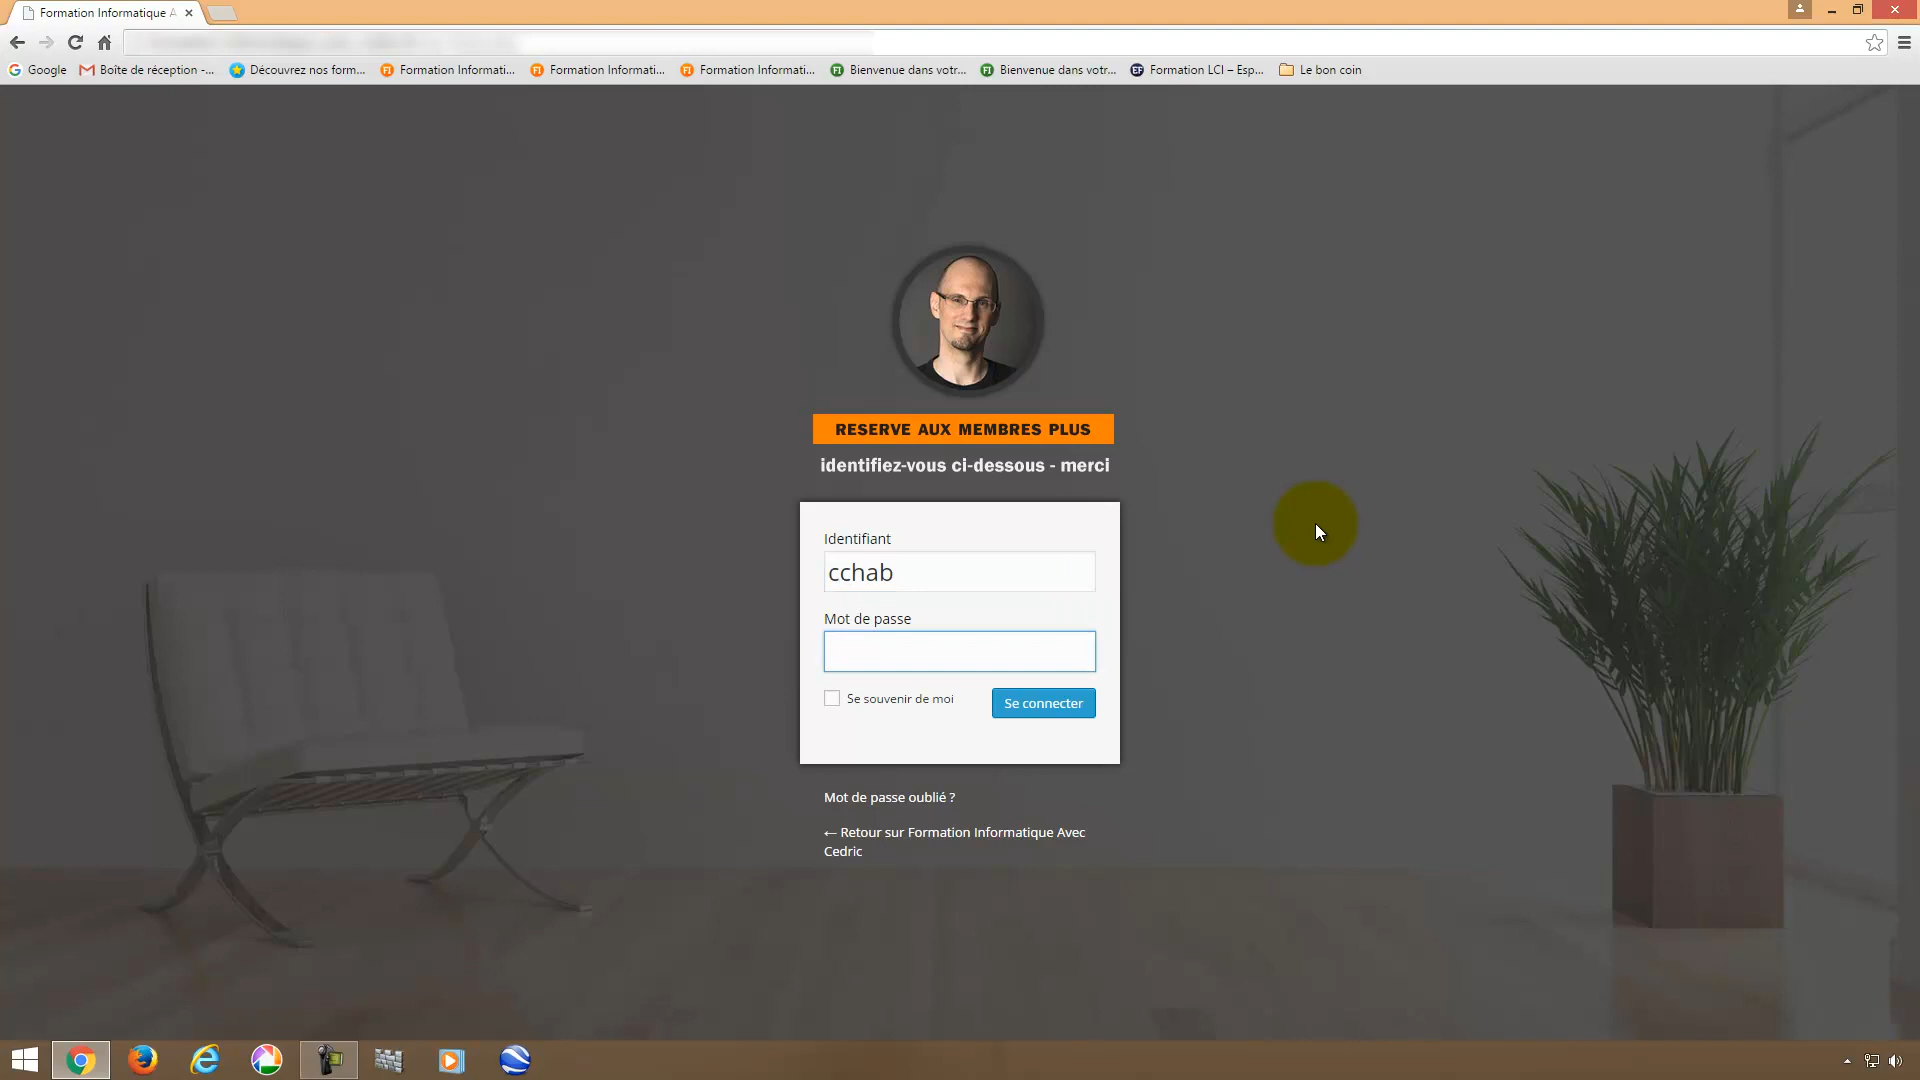 Formation Informatique A
Google
Boîte de réception -...
Découvrez nos form...
Formation Informati...
Formation Informati...
Formation Informati...
Bienvenue dans votr...
Bienvenue dans votr...
Formation LCI – Esp...
Le bon coin
RESERVE AUX MEMBRES PLUS
identifiez-vous ci-dessous - merci
Identifiant
cchab
Mot de passe
Se souvenir de moi
Se connecter
Mot de passe oublié ?
← Retour sur Formation Informatique Avec
Cedric